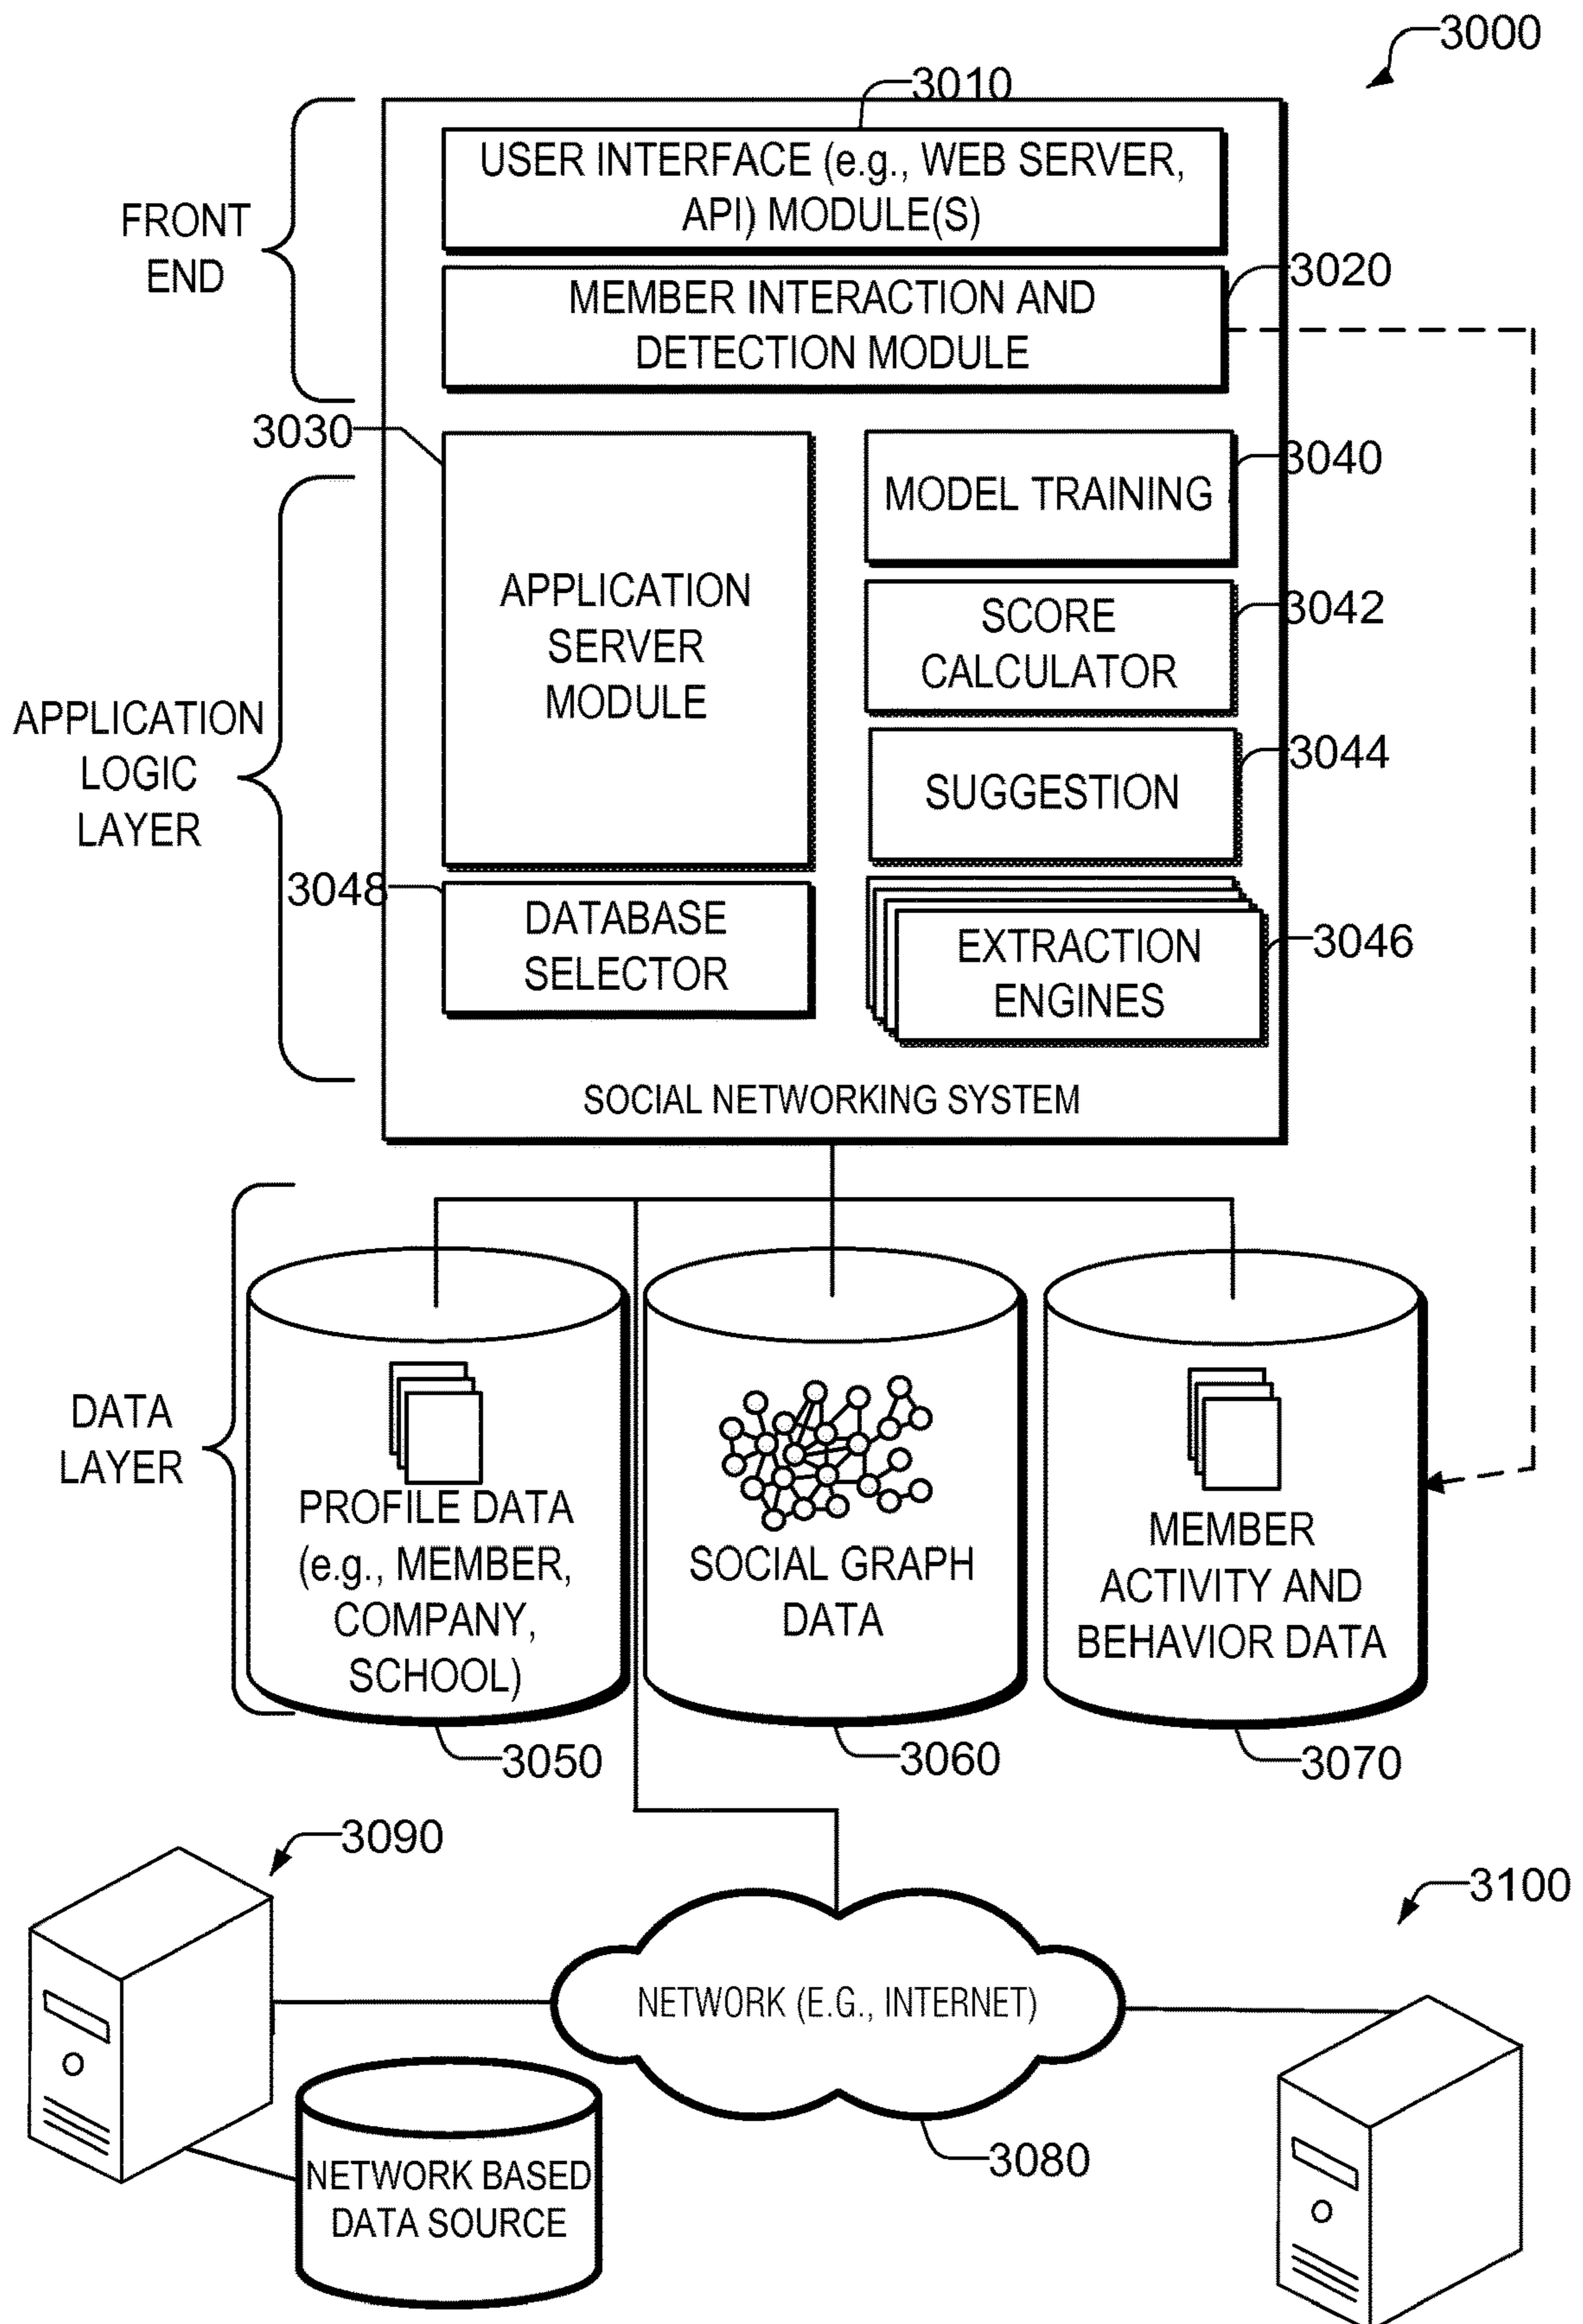 3000
3010
USER INTERFACE (e.g., WEB SERVER,
API) MODULE(S)
FRONT
END
3020
MEMBER INTERACTION AND
DETECTION MODULE
3030
APPLICATION
SERVER
MODULE
3040
MODEL TRAINING
3042
SCORE
CALCULATOR
APPLICATION
LOGIC
LAYER
3044
SUGGESTION
3048
DATABASE
SELECTOR
3046
EXTRACTION
ENGINES
SOCIAL NETWORKING SYSTEM
DATA
LAYER
PROFILE DATA
(e.g., MEMBER,
COMPANY,
SCHOOL)
SOCIAL GRAPH
DATA
MEMBER
ACTIVITY AND
BEHAVIOR DATA
3050
3060
3070
3090
3100
NETWORK (E.G., INTERNET)
3080
NETWORK BASED
DATA SOURCE